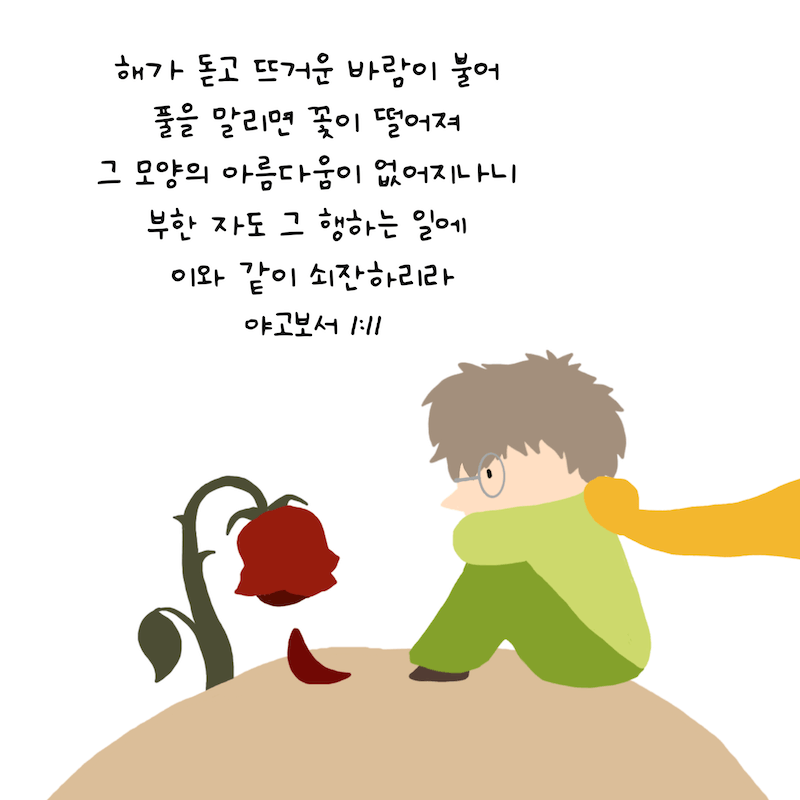 해가 돋고 뜨거운 바람이 불어
풀을 말리면 꽃이 떨어져
그 모양의 아름다움이 없어지나니
부한 자도 그 행하는 일에
이와 같이 쇠잔하리라
야고보서 1:11